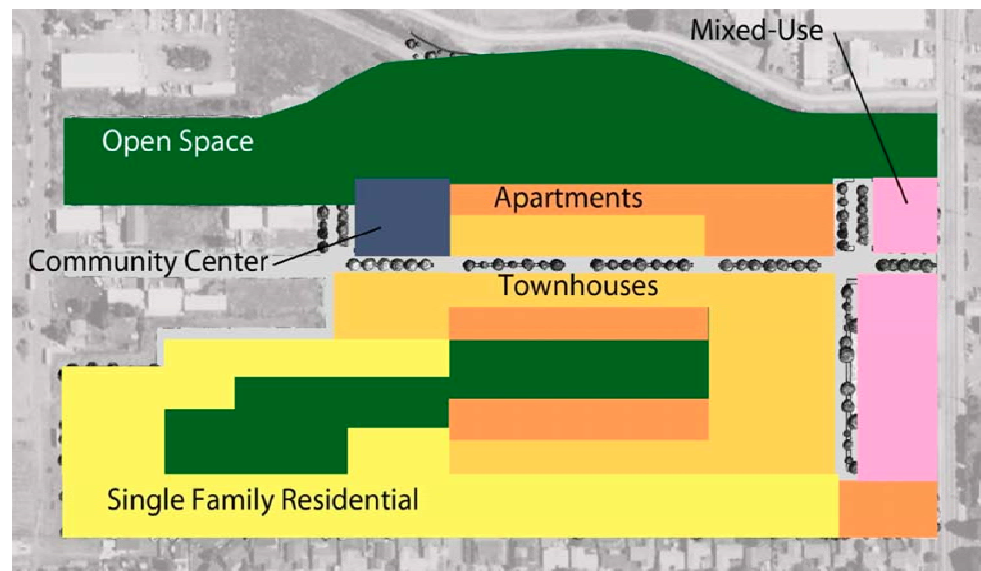 Mixed-Use
Open Space
Apartments
Community Center
Townhouses
Single Family Residential